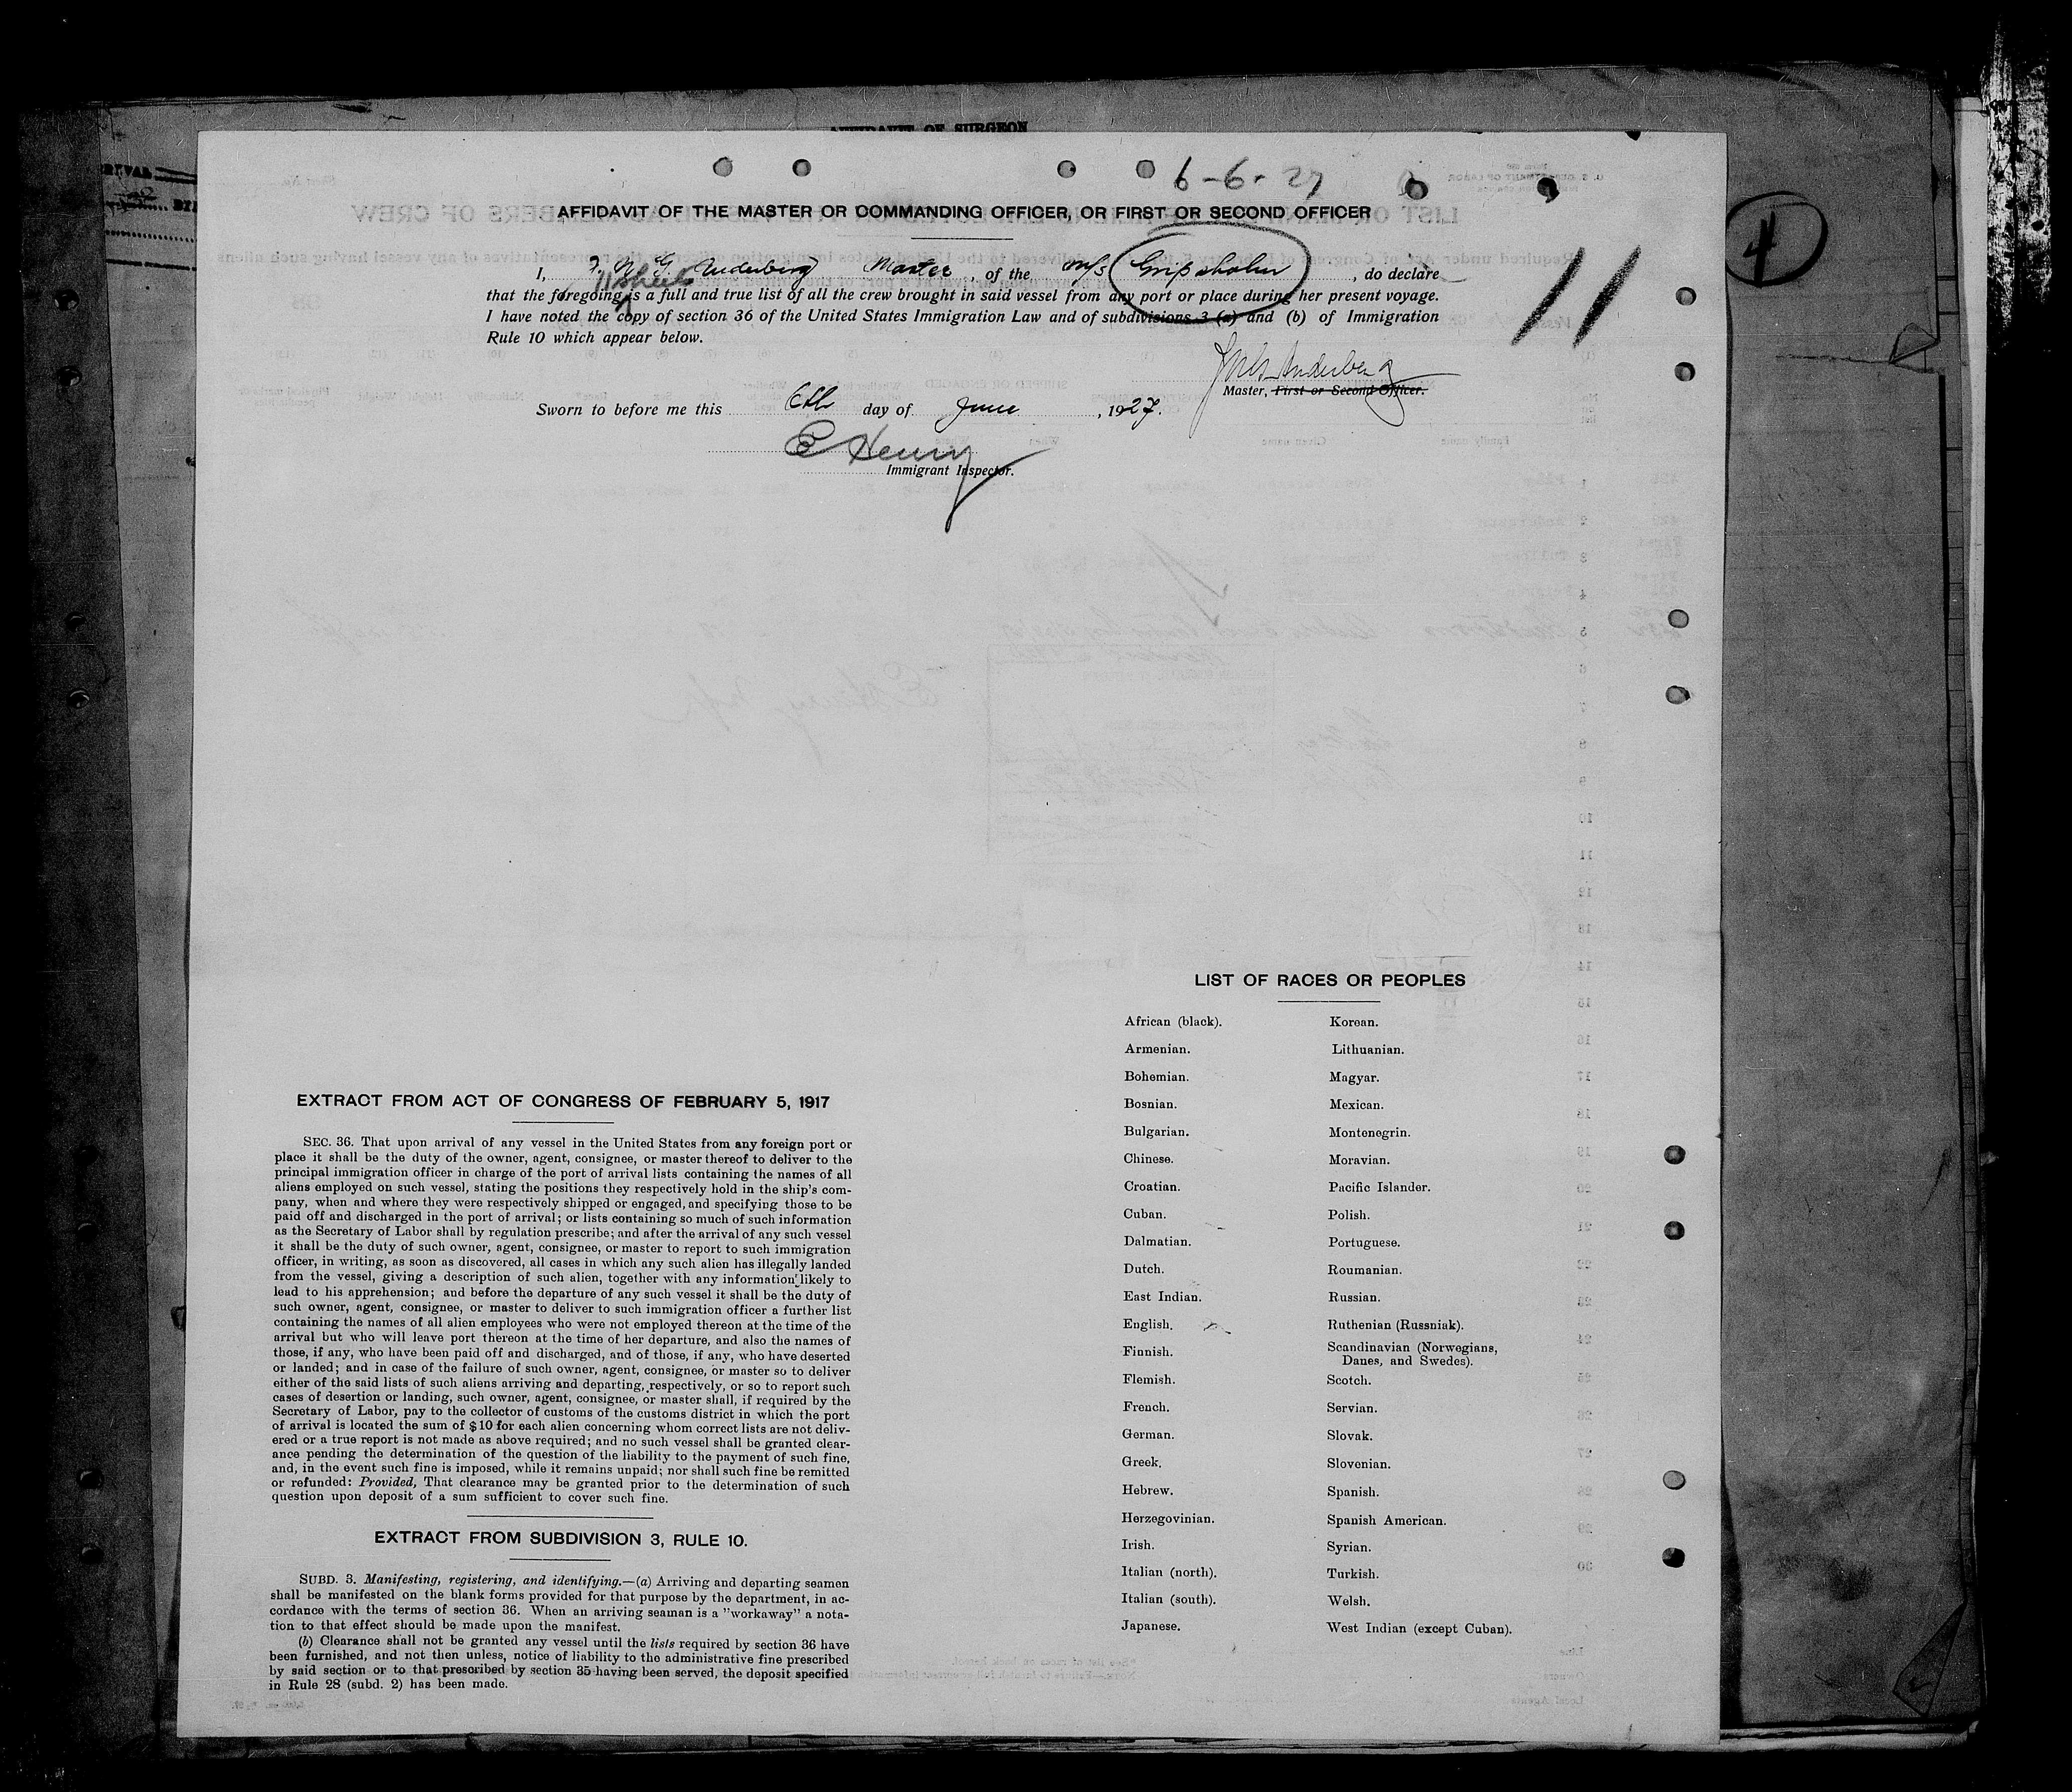 AFFIDAVIT OF SURGEON
6-6-27
4
AFFIDAVIT OF THE MASTER OR COMMANDING OFFICER, OR FIRST OR SECOND OFFICER
11
I, Anderberg Master, of the M/S Gripsholm, do declare
11 sheets
that the foregoing is a full and true list of all the crew brought in said vessel from any port or place during her present voyage.
I have noted the copy of section 36 of the United States Immigration Law and of subdivisions 3 (a) and (b) of Immigration
Rule 10 which appear below.
Anderberg
Master, First or Second Officer.
Sworn to before me this 6th day of June, 1927.
E Henry
Immigrant Inspector.
EXTRACT FROM ACT OF CONGRESS OF FEBRUARY 5, 1917
SEC. 36. That upon arrival of any vessel in the United States from any foreign port or
place it shall be the duty of the owner, agent, consignee, or master thereof to deliver to the
principal immigration officer in charge of the port of arrival lists containing the names of all
aliens employed on such vessel, stating the positions they respectively hold in the ship's com-
pany, when and where they were respectively shipped or engaged, and specifying those to be
paid off and discharged in the port of arrival; or lists containing so much of such information
as the Secretary of Labor shall by regulation prescribe; and after the arrival of any such vessel
it shall be the duty of such owner, agent, consignee, or master to report to such immigration
officer, in writing, as soon as discovered, all cases in which any such alien has illegally landed
from the vessel, giving a description of such alien, together with any information likely to
lead to his apprehension; and before the departure of any such vessel it shall be the duty of
such owner, agent, consignee, or master to deliver to such immigration officer a further list
containing the names of all alien employees who were not employed thereon at the time of the
arrival but who will leave port thereon at the time of her departure, and also the names of
those, if any, who have been paid off and discharged, and of those, if any, who have deserted
or landed; and in case of the failure of such owner, agent, consignee, or master so to deliver
either of the said lists of such aliens arriving and departing, respectively, or so to report such
cases of desertion or landing, such owner, agent, consignee, or master shall, if required by the
Secretary of Labor, pay to the collector of customs of the customs district in which the port
of arrival is located the sum of $10 for each alien concerning whom correct lists are not deliv-
ered or a true report is not made as above required; and no such vessel shall be granted clear-
ance pending the determination of the question of the liability to the payment of such fine,
and, in the event such fine is imposed, while it remains unpaid; nor shall such fine be remitted
or refunded: Provided, That clearance may be granted prior to the determination of such
question upon deposit of a sum sufficient to cover such fine.
EXTRACT FROM SUBDIVISION 3, RULE 10.
SUBD. 3. Manifesting, registering, and identifying.—(a) Arriving and departing seamen
shall be manifested on the blank forms provided for that purpose by the department, in ac-
cordance with the terms of section 36. When an arriving seaman is a "workaway" a nota-
tion to that effect should be made upon the manifest.
(b) Clearance shall not be granted any vessel until the lists required by section 36 have
been furnished, and not then unless, notice of liability to the administrative fine prescribed
by said section or to that prescribed by section 35 having been served, the deposit specified
in Rule 28 (subd. 2) has been made.
LIST OF RACES OR PEOPLES
African (black).
Armenian.
Bohemian.
Bosnian.
Bulgarian.
Chinese.
Croatian.
Cuban.
Dalmatian.
Dutch.
East Indian.
English.
Finnish.
Flemish.
French.
German.
Greek.
Hebrew.
Herzegovinian.
Irish.
Italian (north).
Italian (south).
Japanese.
Korean.
Lithuanian.
Magyar.
Mexican.
Montenegrin.
Moravian.
Pacific Islander.
Polish.
Portuguese.
Roumanian.
Russian.
Ruthenian (Russniak).
Scandinavian (Norwegians,
Danes, and Swedes).
Scotch.
Servian.
Slovak.
Slovenian.
Spanish.
Spanish American.
Syrian.
Turkish.
Welsh.
West Indian (except Cuban).